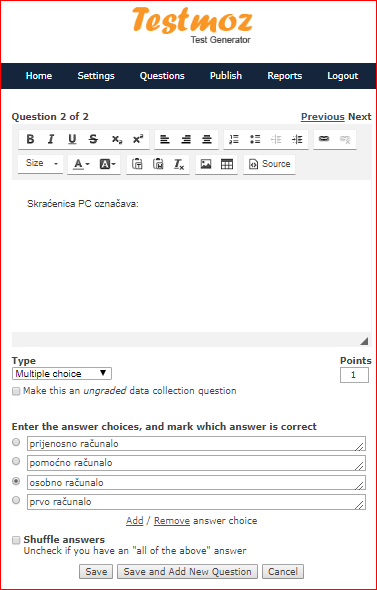 Testmoz
Test Generator
Home Settings Questions Publish Reports Logout
Question 2 of 2 Previous Next
B I U S x₂ x²
Size A A T W Tx Source
Skraćenica PC označava:
Type Points
Multiple choice 1
Make this an ungraded data collection question
Enter the answer choices, and mark which answer is correct
prijenosno računalo
pomoćno računalo
osobno računalo
prvo računalo
Add / Remove answer choice
Shuffle answers
Uncheck if you have an "all of the above" answer
Save Save and Add New Question Cancel